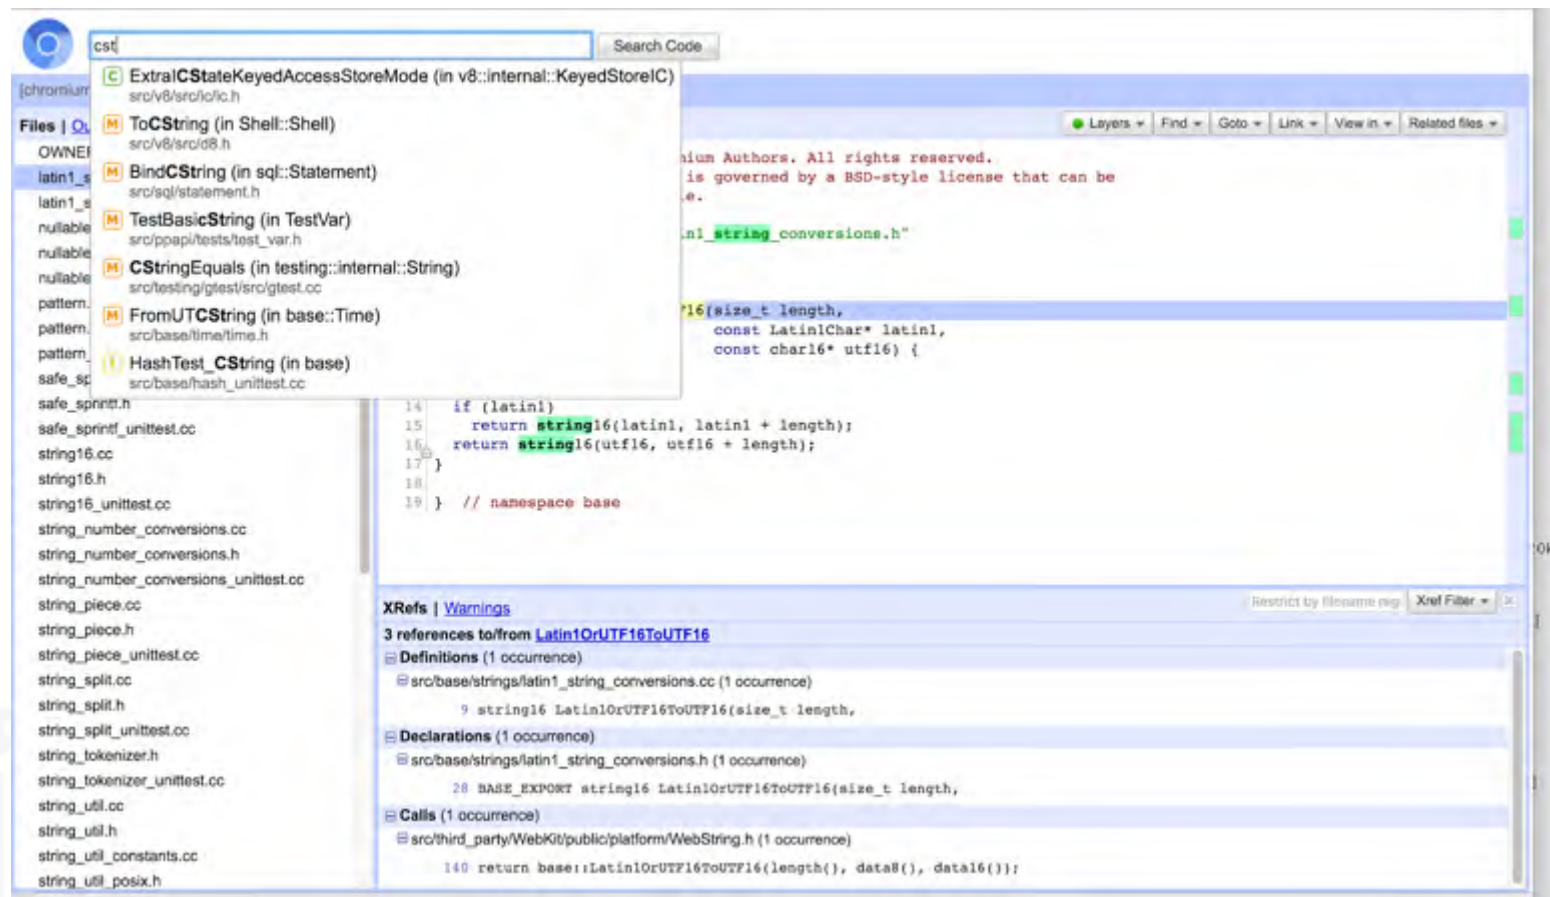 cst
Search Code
C ExtraICStateKeyedAccessStoreMode (in v8::internal::KeyedStoreIC)
src/v8/src/ic/ic.h
M ToCString (in Shell::Shell)
src/v8/src/d8.h
M BindCString (in sql::Statement)
src/sql/statement.h
M TestBasicString (in TestVar)
src/ppapi/tests/test_var.h
M CStringEquals (in testing::internal::String)
src/testing/gtest/src/gtest.cc
M FromUTCString (in base::Time)
src/base/time/time.h
HashTest_CString (in base)
src/base/hash_unittest.cc
[chromium
Files | Ou
OWNER
latin1_s
latin1_s
nullable
nullable
nullable
pattern.
pattern.
pattern_
safe_sp
safe_sprintf.h
safe_sprintf_unittest.cc
string16.cc
string16.h
string16_unittest.cc
string_number_conversions.cc
string_number_conversions.h
string_number_conversions_unittest.cc
string_piece.cc
string_piece.h
string_piece_unittest.cc
string_split.cc
string_split.h
string_split_unittest.cc
string_tokenizer.h
string_tokenizer_unittest.cc
string_util.cc
string_util.h
string_util_constants.cc
string_util_posix.h
Layers Find Goto Link View in Related files
nium Authors. All rights reserved.
is governed by a BSD-style license that can be
e.
n1_string_conversions.h"
16(size_t length,
const Latin1Char* latin1,
const char16* utf16) {
14 if (latin1)
15 return string16(latin1, latin1 + length);
16 return string16(utf16, utf16 + length);
17 }
18
19 } // namespace base
XRefs | Warnings
Restrict by filename reg Xref Filter
3 references to/from Latin1OrUTF16ToUTF16
Definitions (1 occurrence)
src/base/strings/latin1_string_conversions.cc (1 occurrence)
9 string16 Latin1OrUTF16ToUTF16(size_t length,
Declarations (1 occurrence)
src/base/strings/latin1_string_conversions.h (1 occurrence)
28 BASE_EXPORT string16 Latin1OrUTF16ToUTF16(size_t length,
Calls (1 occurrence)
src/third_party/WebKit/public/platform/WebString.h (1 occurrence)
140 return base::Latin1OrUTF16ToUTF16(length(), data8(), data16());